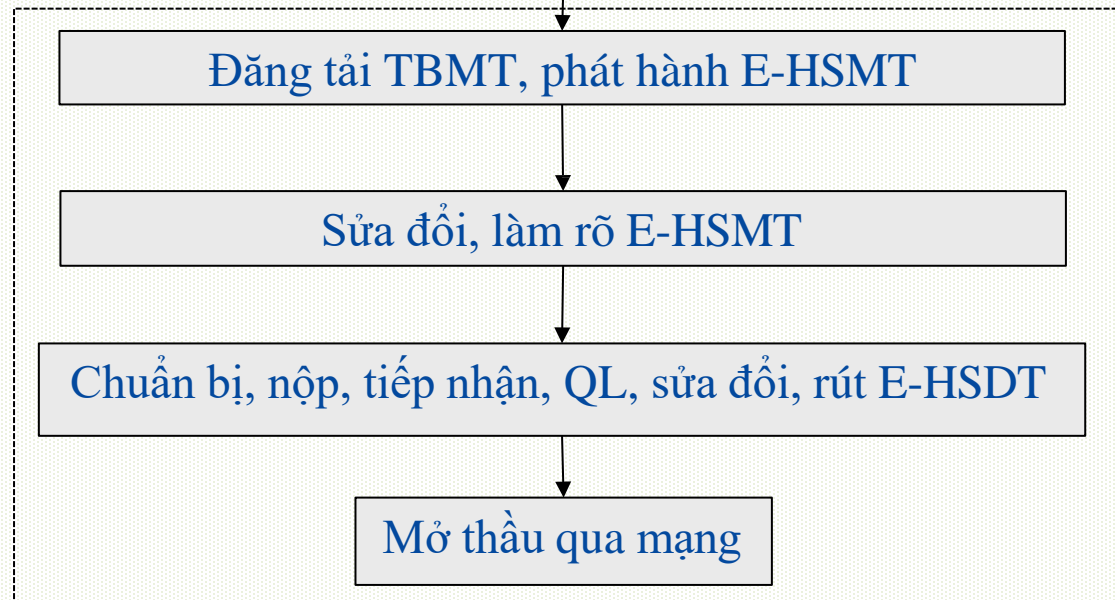 Đăng tải TBMT, phát hành E-HSMT
Sửa đổi, làm rõ E-HSMT
Chuẩn bị, nộp, tiếp nhận, QL, sửa đổi, rút E-HSDT
Mở thầu qua mạng